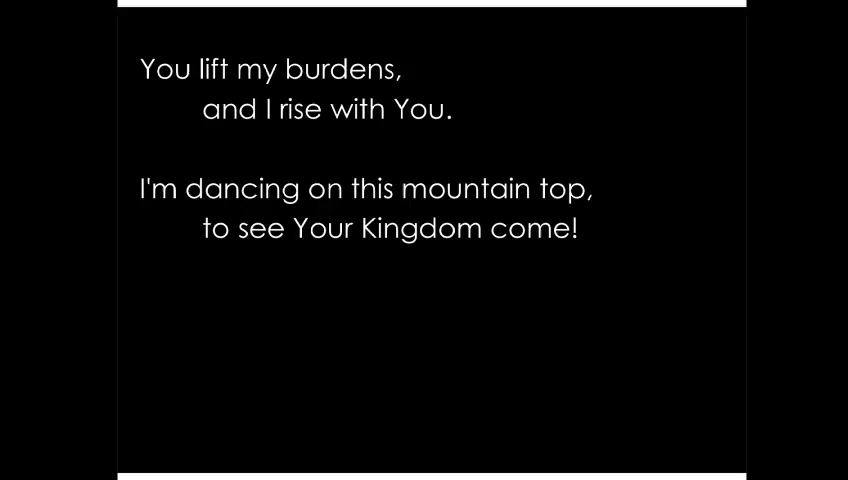 You lift my burdens,
and I rise with You.
I'm dancing on this mountain top,
to see Your Kingdom come!